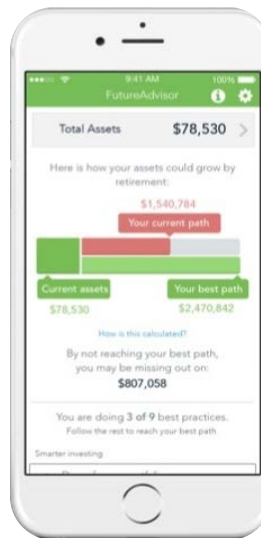 9:41 AM 100%
FutureAdvisor
Total Assets $78,530
Here is how your assets could grow by
retirement:
$1,540,784
Your current path
Current assets Your best path
$78,530 $2,470,842
How is this calculated?
By not reaching your best path,
you may be missing out on:
$807,058
You are doing 3 of 9 best practices.
Follow the rest to reach your best path
Smarter investing